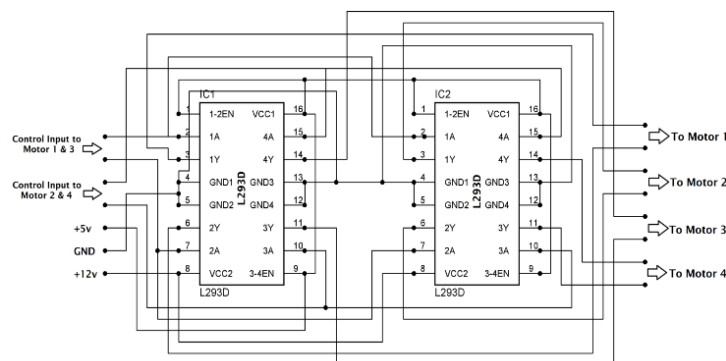 IC1
IC2
1 1-2EN VCC1 16
2 1A 4A 15
3 1Y 4Y 14
4 GND1 GND3 13
5 GND2 GND4 12
6 2Y 3Y 11
7 2A 3A 10
8 VCC2 3-4EN 9
L293D
L293D
1 1-2EN VCC1 16
2 1A 4A 15
3 1Y 4Y 14
4 GND1 GND3 13
5 GND2 GND4 12
6 2Y 3Y 11
7 2A 3A 10
8 VCC2 3-4EN 9
L293D
L293D
Control Input to
Motor 1 & 3
Control Input to
Motor 2 & 4
+5v
GND
+12v
To Motor 1
To Motor 2
To Motor 3
To Motor 4